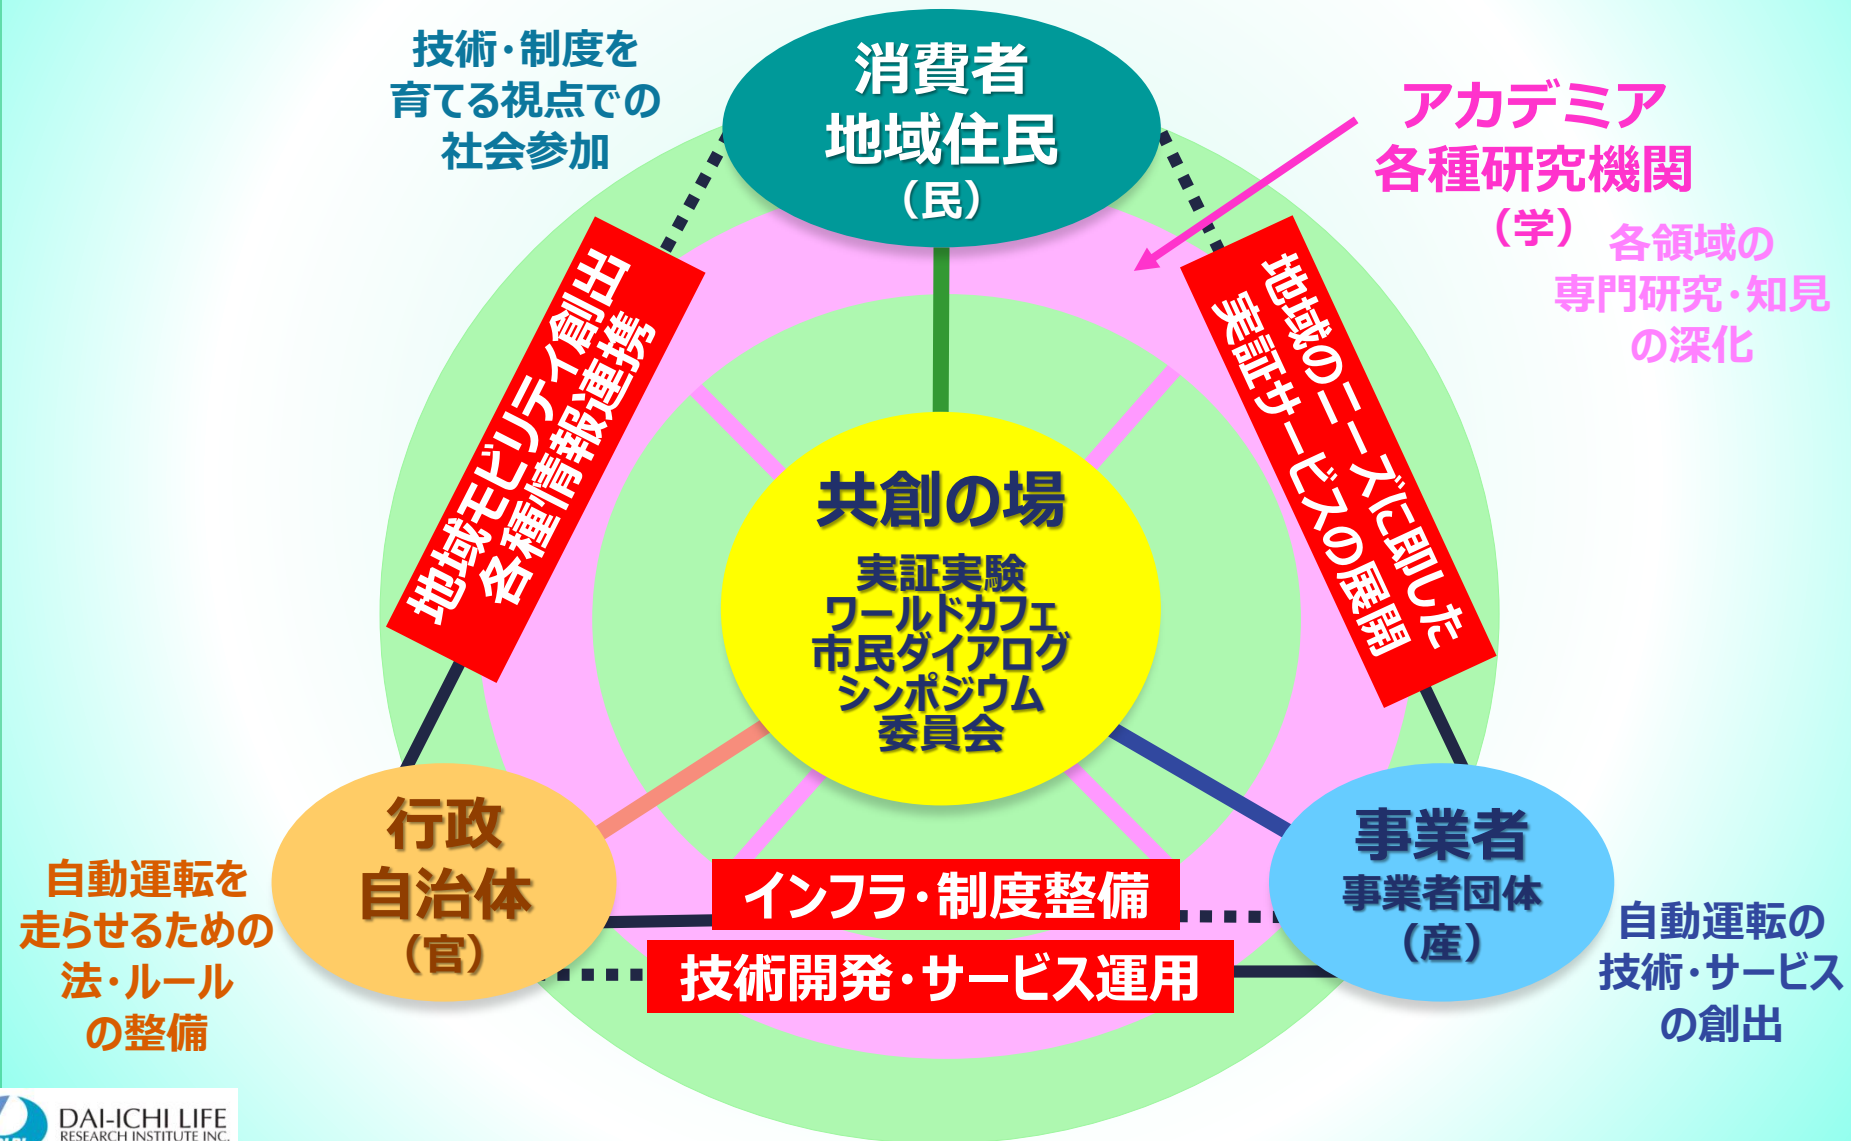 技術・制度を
育てる視点での
社会参加
消費者
地域住民
（民）
アカデミア
各種研究機関
（学）
各領域の
専門研究・知見
の深化
地域モビリティ創出
各種情報連携
地域のニーズに即した
実証サービスの展開
共創の場
実証実験
ワールドカフェ
市民ダイアログ
シンポジウム
委員会
行政
自治体
（官）
自動運転を
走らせるための
法・ルール
の整備
インフラ・制度整備
技術開発・サービス運用
事業者
事業者団体
（産）
自動運転の
技術・サービス
の創出
DAI-ICHI LIFE
RESEARCH INSTITUTE INC.